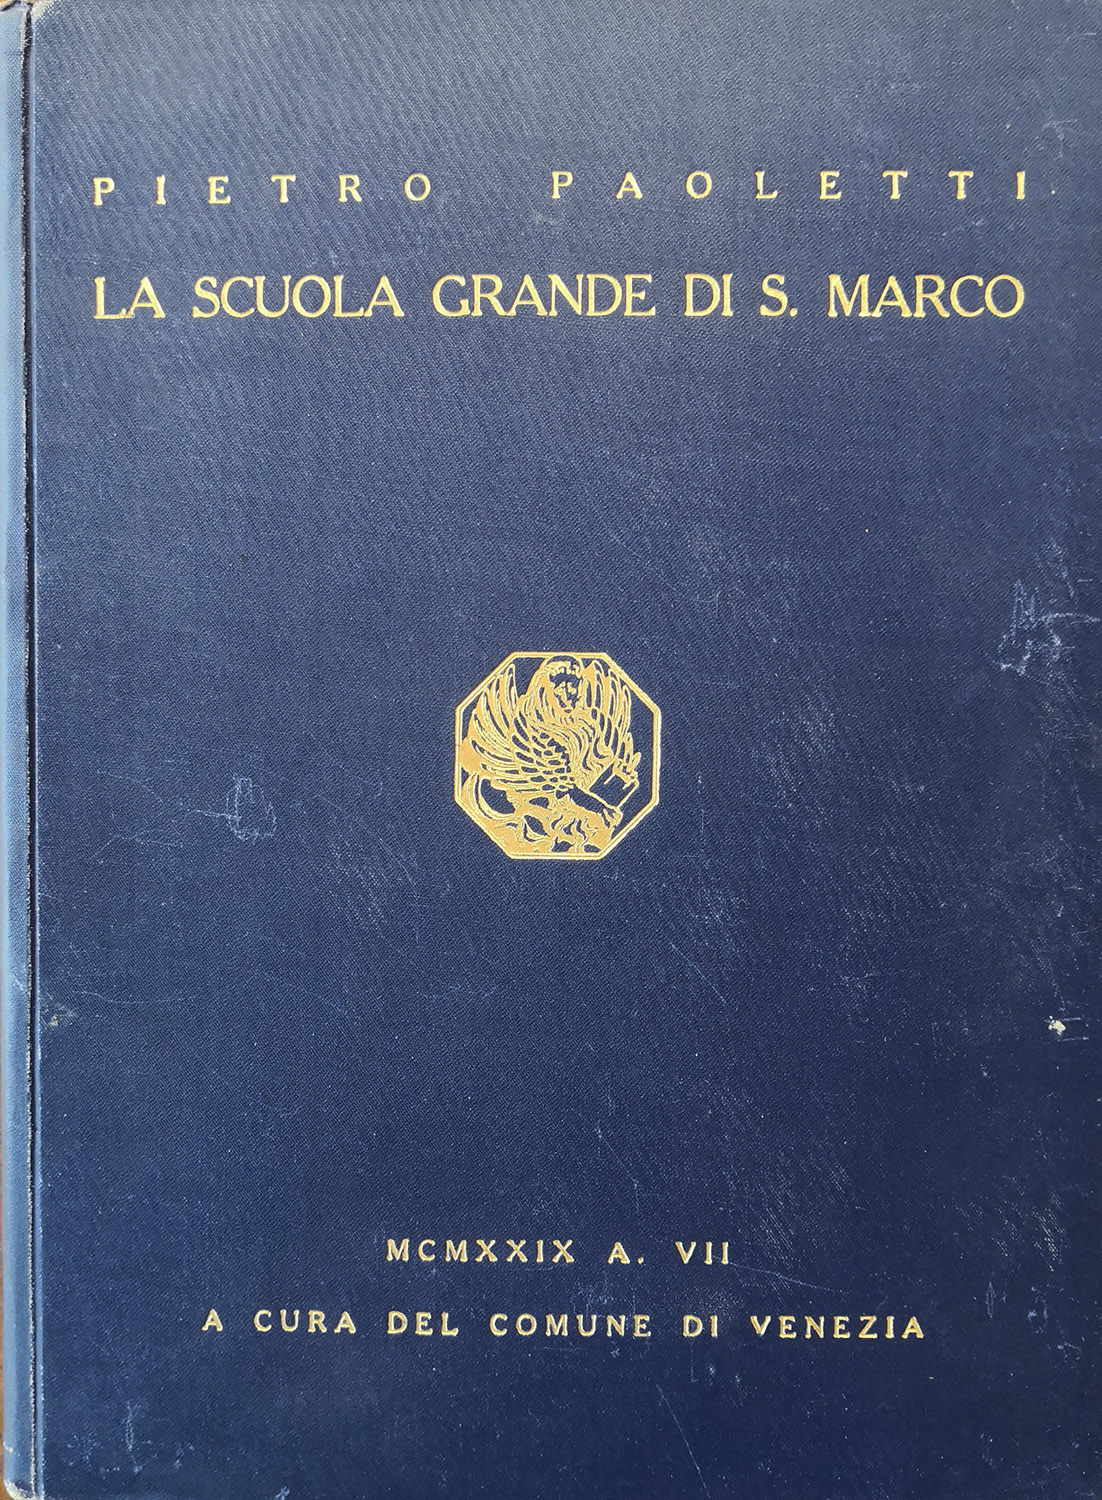 PIETRO PAOLETTI
LA SCUOLA GRANDE DI S. MARCO
MCMXXIX A. VII
A CURA DEL COMUNE DI VENEZIA